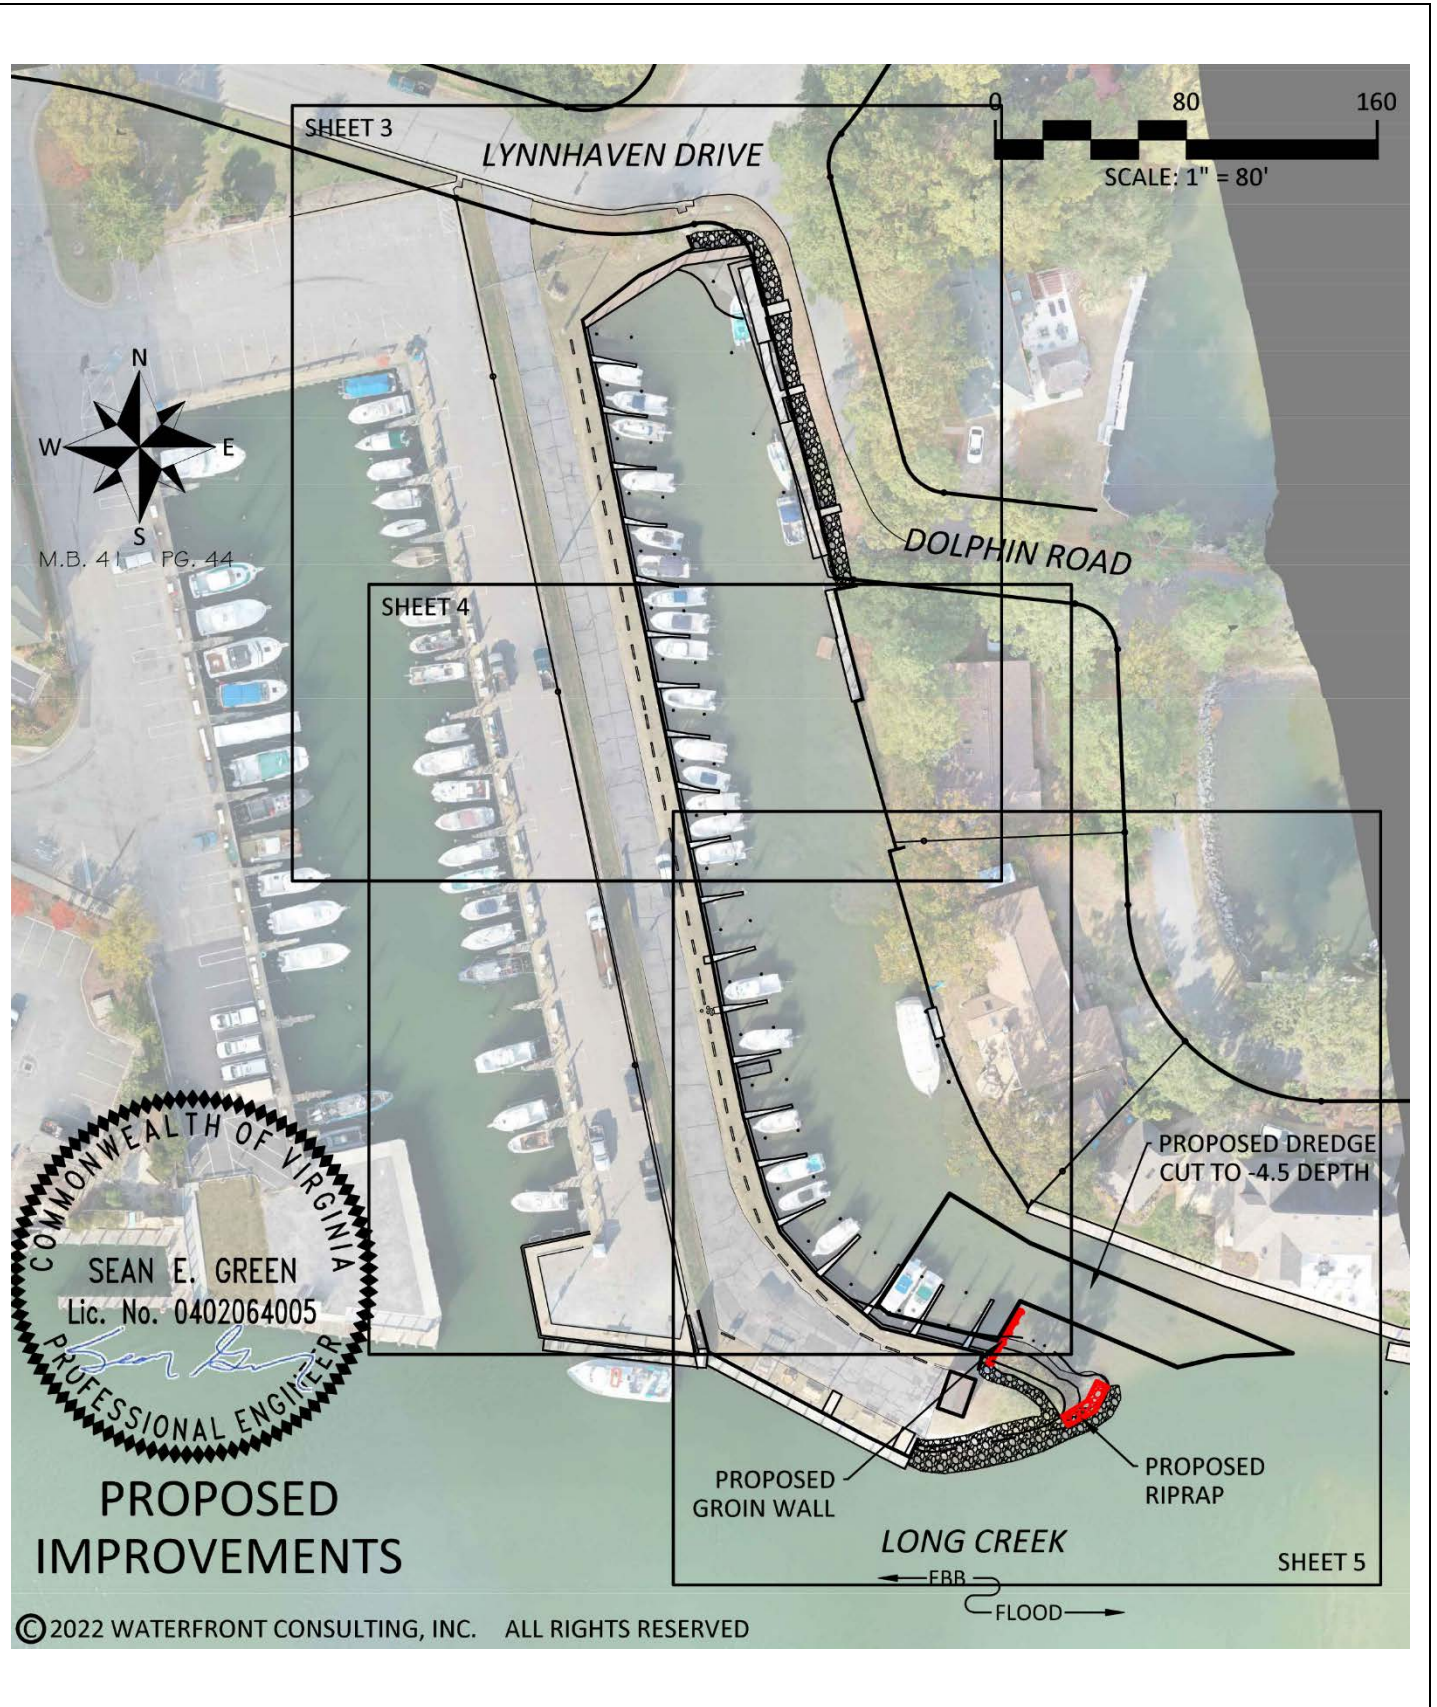 SHEET 3
LYNNHAVEN DRIVE
0 80 160
SCALE: 1" = 80'
N
W E
S
M.B. 41 PG. 44
DOLPHIN ROAD
SHEET 4
PROPOSED DREDGE
CUT TO -4.5 DEPTH
COMMONWEALTH OF VIRGINIA
SEAN E. GREEN
Lic. No. 0402064005
Sean Green
PROFESSIONAL ENGINEER
PROPOSED
GROIN WALL
PROPOSED
RIPRAP
PROPOSED
IMPROVEMENTS
LONG CREEK
SHEET 5
EBB
FLOOD
© 2022 WATERFRONT CONSULTING, INC. ALL RIGHTS RESERVED